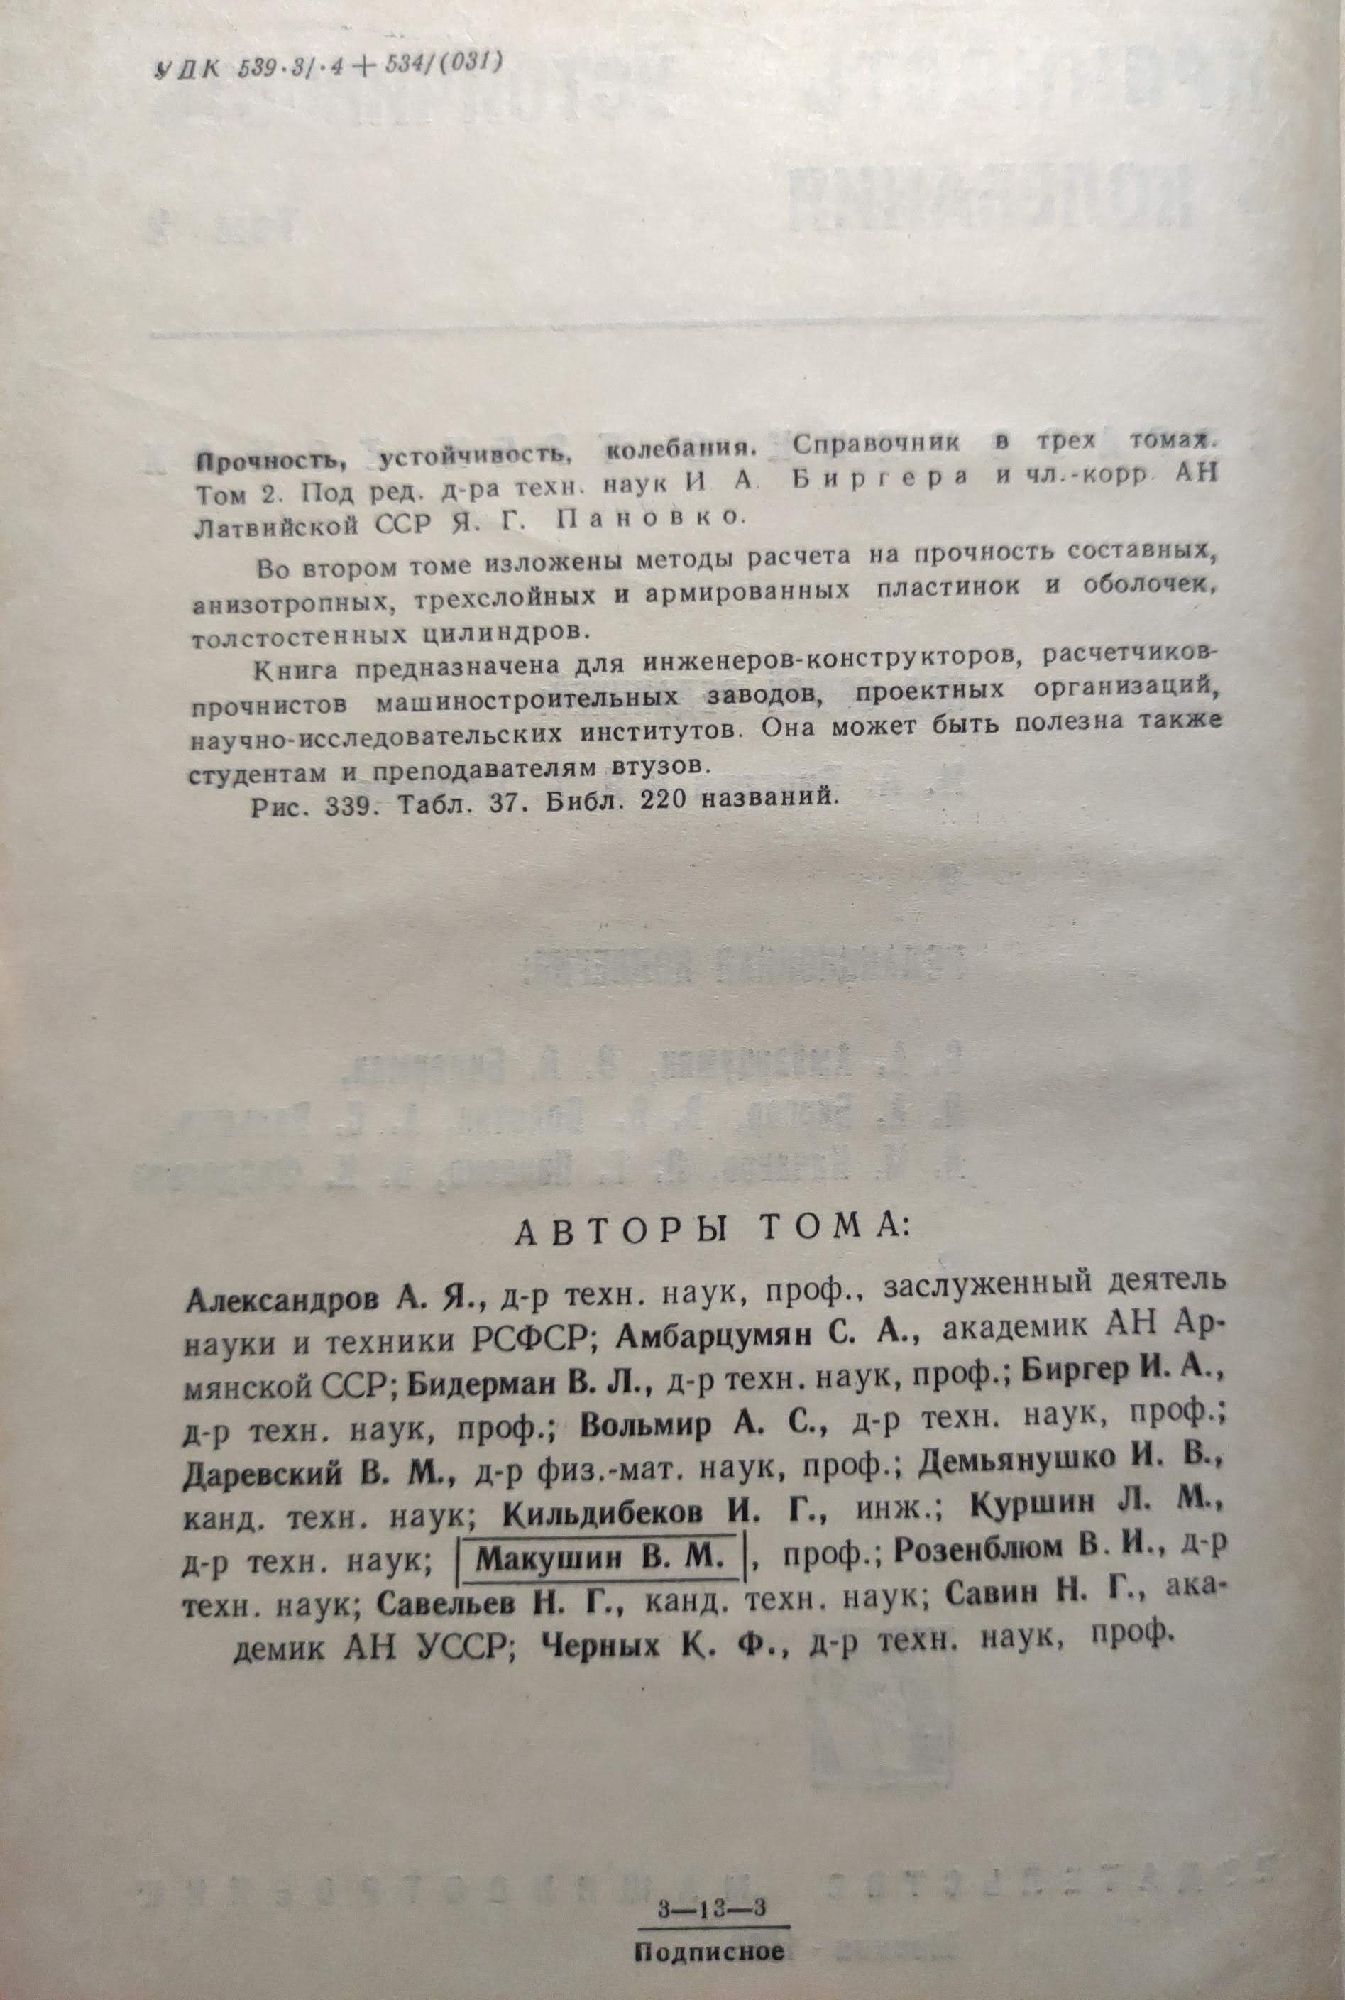 УДК 539·3/·4+534/(031)
Прочность, устойчивость, колебания. Справочник в трех томах.
Том 2. Под ред. д-ра техн. наук И. А. Биргера и чл.-корр. АН
Латвийской ССР Я. Г. Пановко.
Во втором томе изложены методы расчета на прочность составных,
анизотропных, трехслойных и армированных пластинок и оболочек,
толстостенных цилиндров.
Книга предназначена для инженеров-конструкторов, расчетчиков-
прочнистов машиностроительных заводов, проектных организаций,
научно-исследовательских институтов. Она может быть полезна также
студентам и преподавателям втузов.
Рис. 339. Табл. 37. Библ. 220 названий.
АВТОРЫ ТОМА:
Александров А. Я., д-р техн. наук, проф., заслуженный деятель
науки и техники РСФСР; Амбарцумян С. А., академик АН Ар-
мянской ССР; Бидерман В. Л., д-р техн. наук, проф.; Биргер И. А.,
д-р техн. наук, проф.; Вольмир А. С., д-р техн. наук, проф.;
Даревский В. М., д-р физ.-мат. наук, проф.; Демьянушко И. В.,
канд. техн. наук; Кильдибеков И. Г., инж.; Куршин Л. М.,
д-р техн. наук; Макушин В. М., проф.; Розенблюм В. И., д-р
техн. наук; Савельев Н. Г., канд. техн. наук; Савин Н. Г., ака-
демик АН УССР; Черных К. Ф., д-р техн. наук, проф.
3—13—3
Подписное